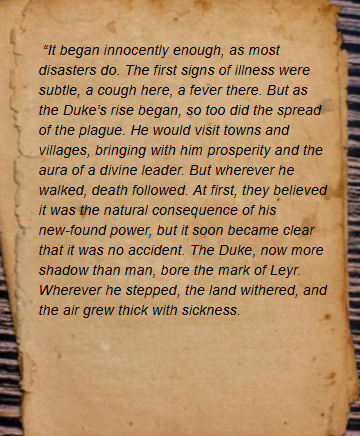 “It began innocently enough, as most
disasters do. The first signs of illness were
subtle, a cough here, a fever there. But as
the Duke’s rise began, so too did the spread
of the plague. He would visit towns and
villages, bringing with him prosperity and the
aura of a divine leader. But wherever he
walked, death followed. At first, they believed
it was the natural consequence of his
new-found power, but it soon became clear
that it was no accident. The Duke, now more
shadow than man, bore the mark of Leyr.
Wherever he stepped, the land withered, and
the air grew thick with sickness.